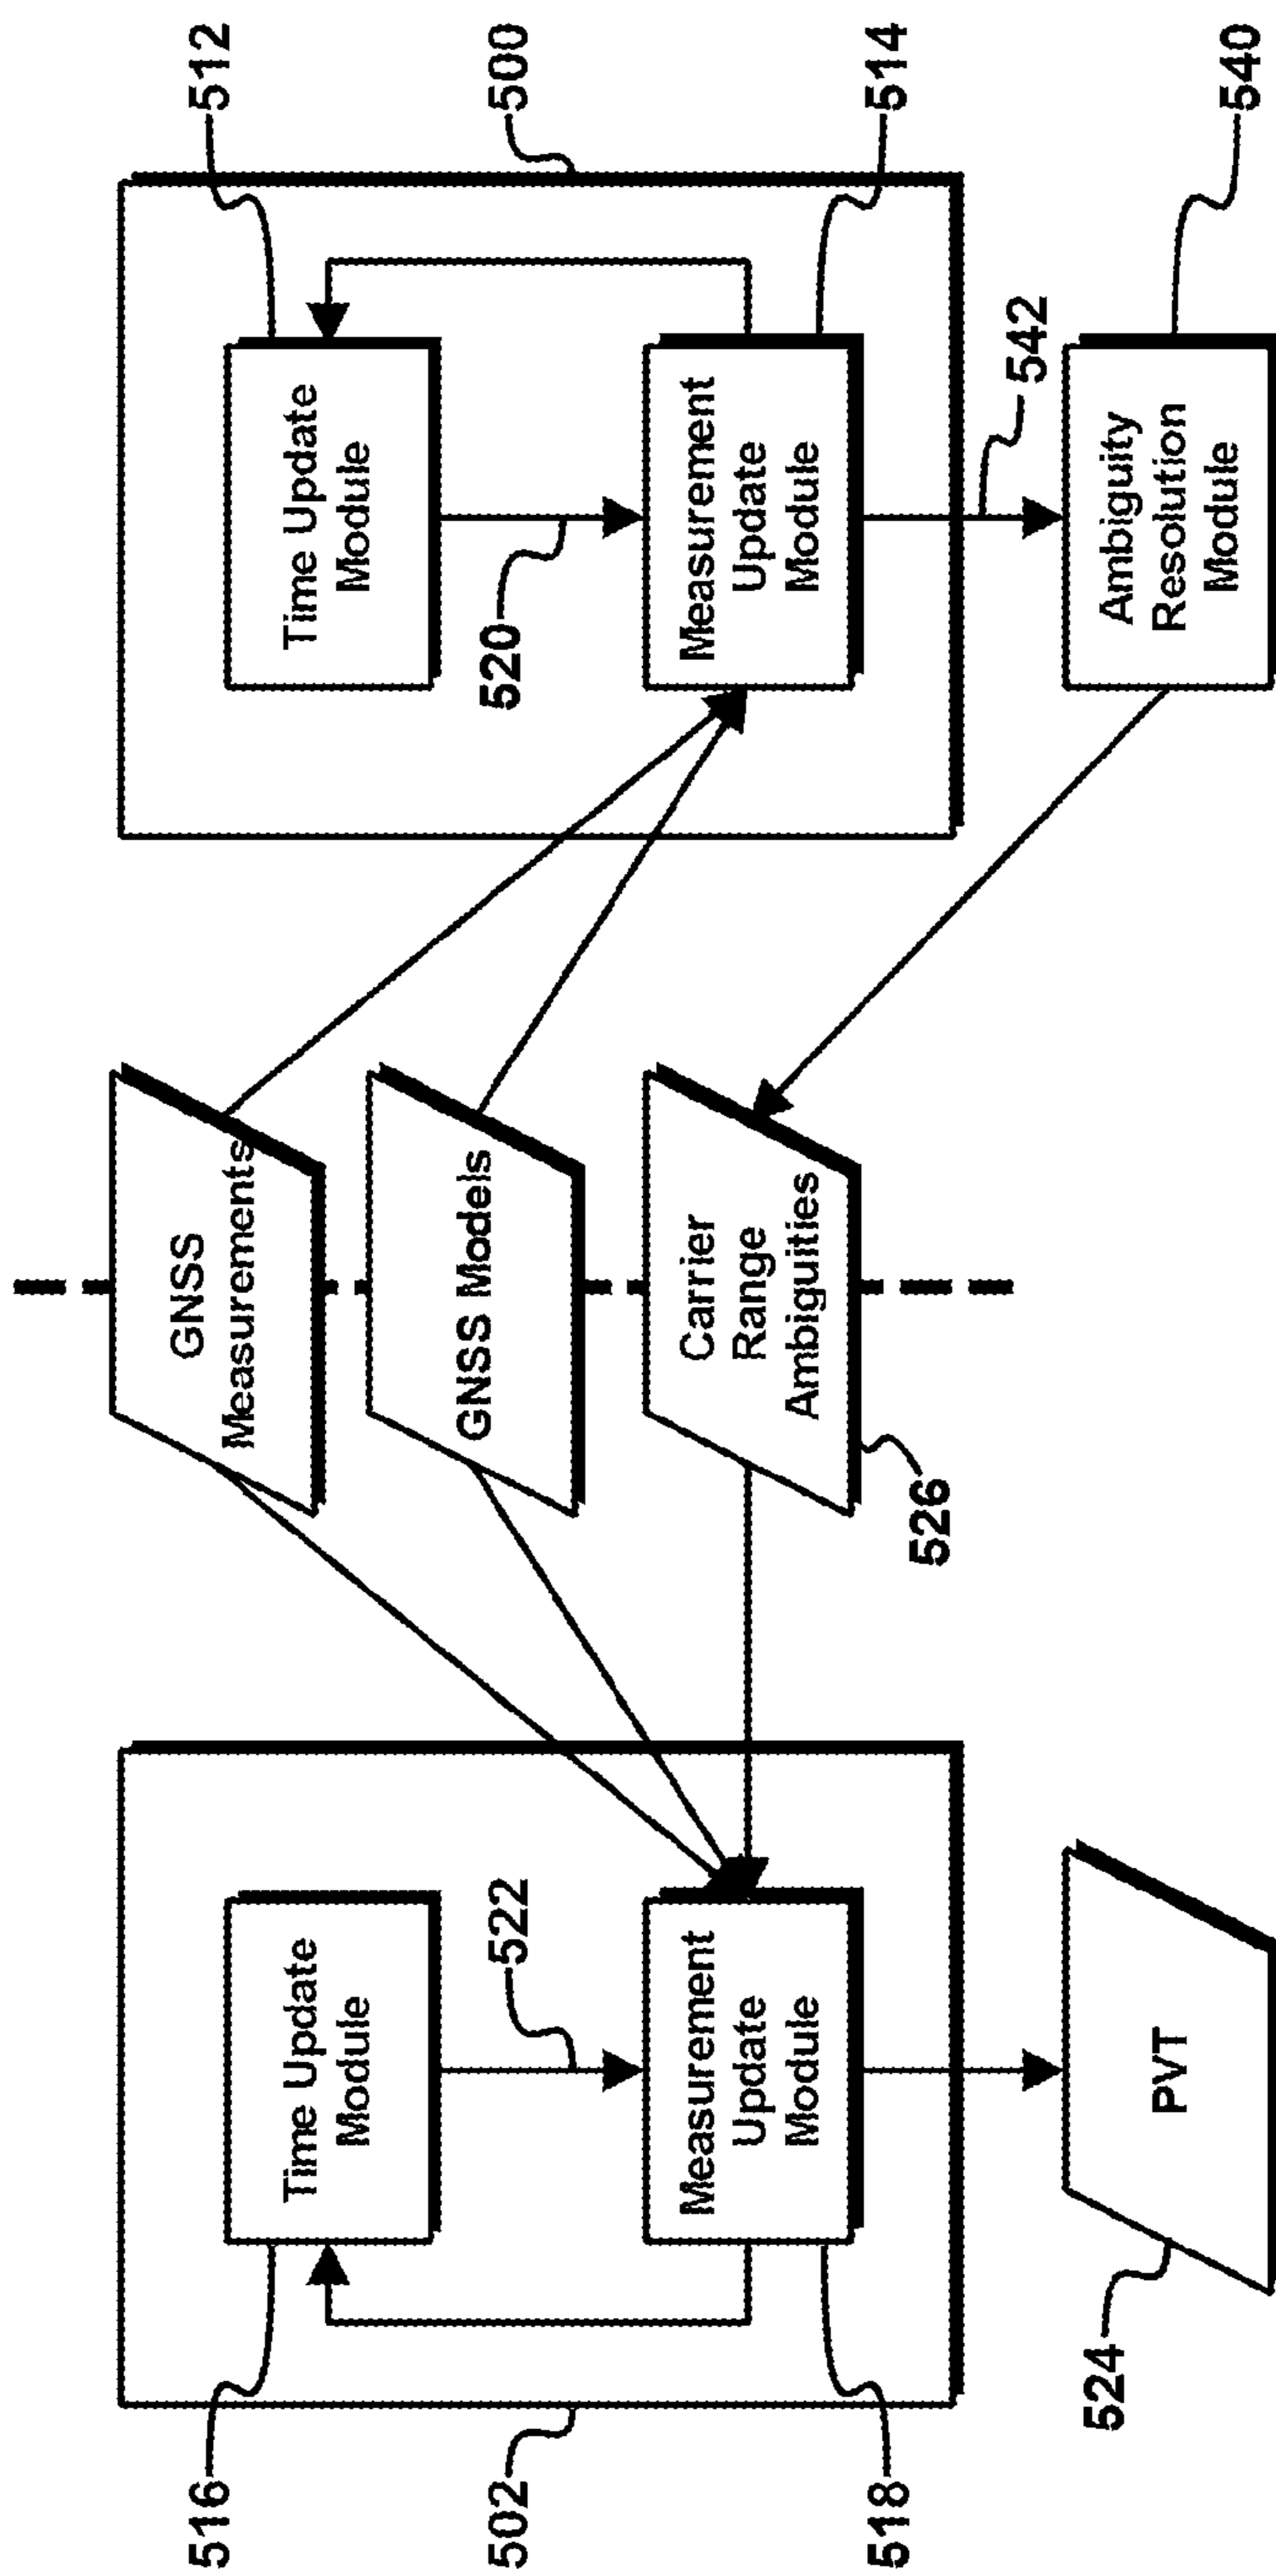 516
Time Update
Module
502
522
518
Measurement
Update
Module
524
PVT
GNSS
Measurements
GNSS Models
Carrier
Range
Ambiguities
526
512
Time Update
Module
500
520
514
Measurement
Update
Module
542
540
Ambiguity
Resolution
Module